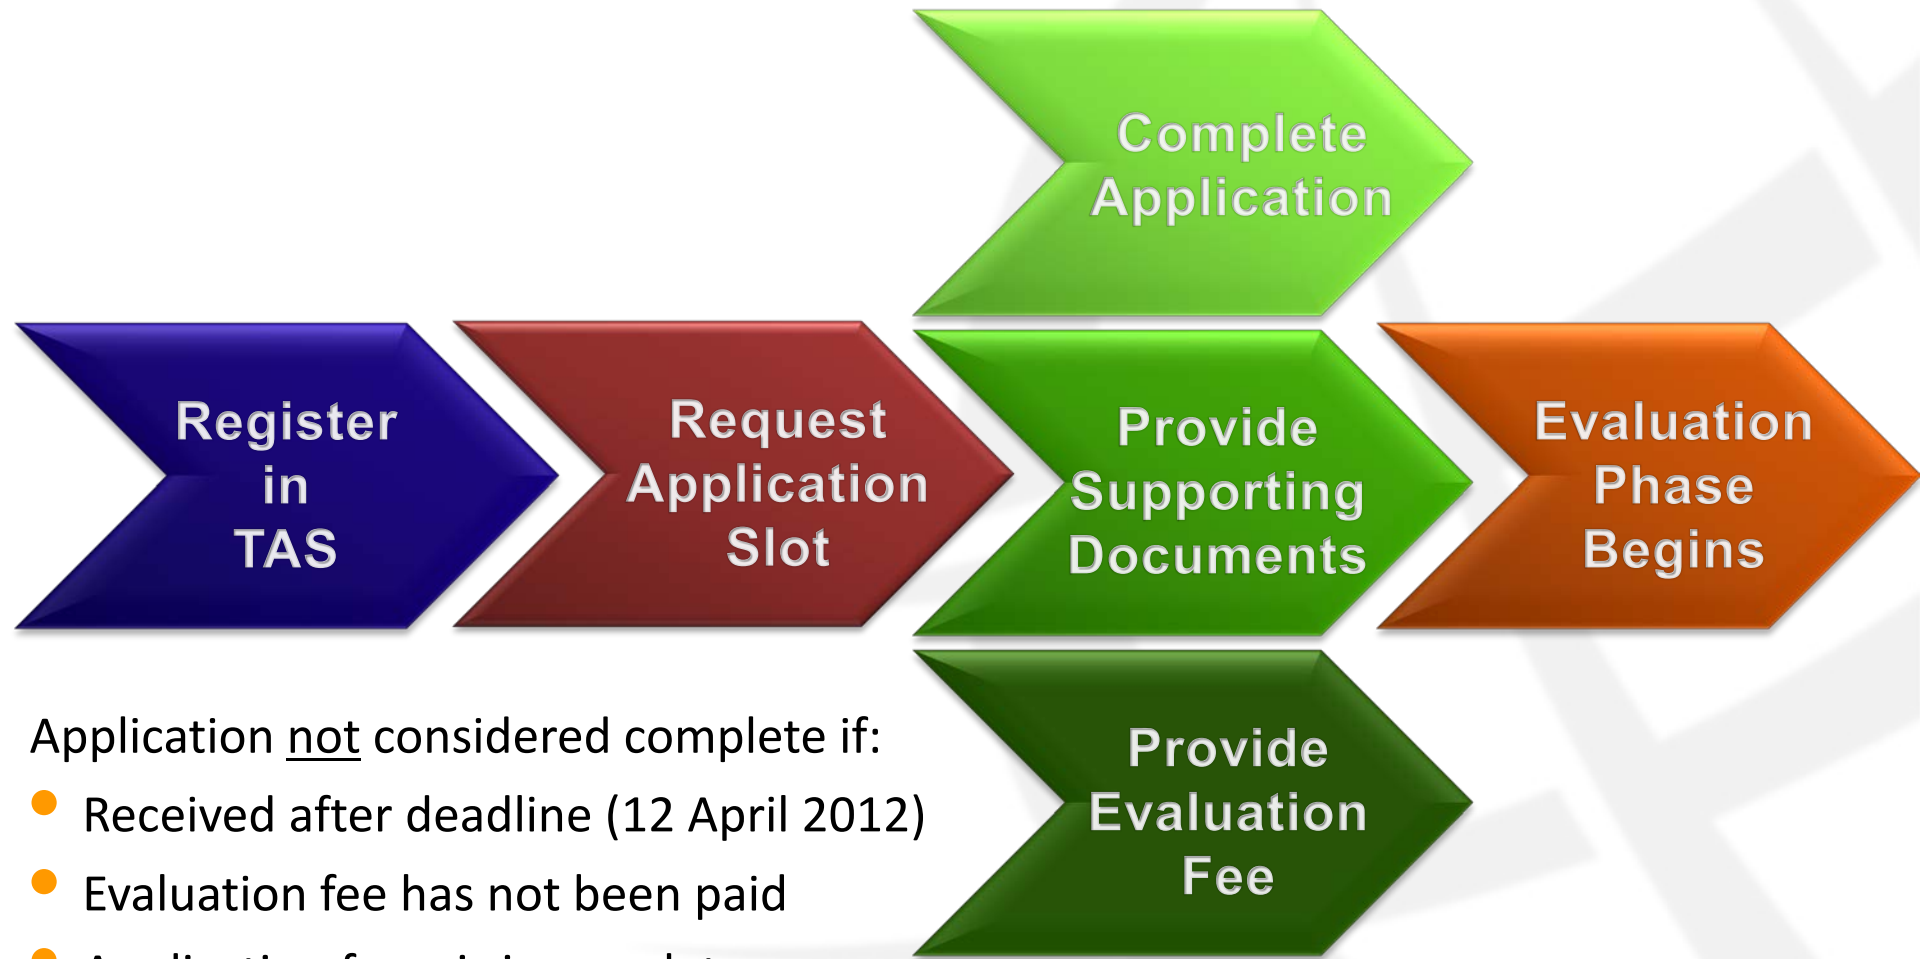 Complete
Application
Register
in
TAS
Request
Application
Slot
Provide
Supporting
Documents
Evaluation
Phase
Begins
Provide
Evaluation
Fee
Application not considered complete if:
Received after deadline (12 April 2012)
Evaluation fee has not been paid